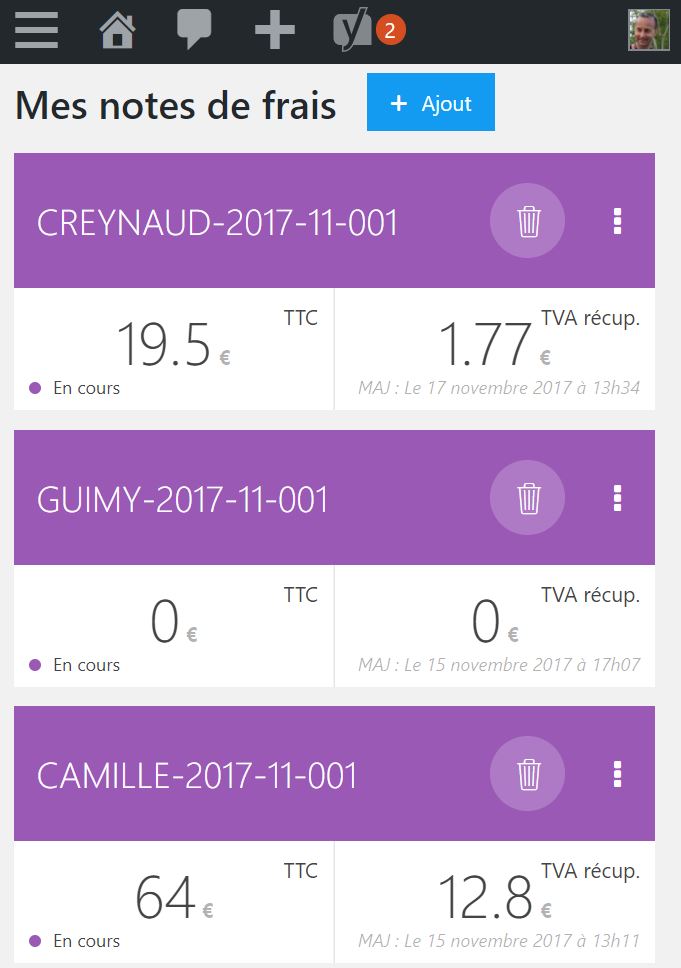 2
Mes notes de frais
+ Ajout
CREYNAUD-2017-11-001
TTC
19.5 €
En cours
TVA récup.
1.77 €
MAJ : Le 17 novembre 2017 à 13h34
GUIMY-2017-11-001
TTC
0 €
En cours
TVA récup.
0 €
MAJ : Le 15 novembre 2017 à 17h07
CAMILLE-2017-11-001
TTC
64 €
En cours
TVA récup.
12.8 €
MAJ : Le 15 novembre 2017 à 13h11